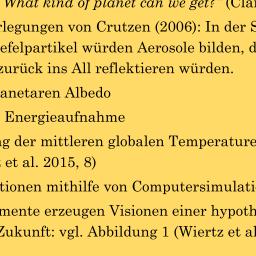 What kind of planet can we get?" (Cla
rlegungen von Crutzen (2006): In der S
efelpartikel würden Aerosole bilden, d
zurück ins All reflektieren würden.
anetaren Albedo
Energieaufnahme
ng der mittleren globalen Temperature
et al. 2015, 8)
tionen mithilfe von Computersimulati
mente erzeugen Visionen einer hypoth
Zukunft: vgl. Abbildung 1 (Wiertz et al